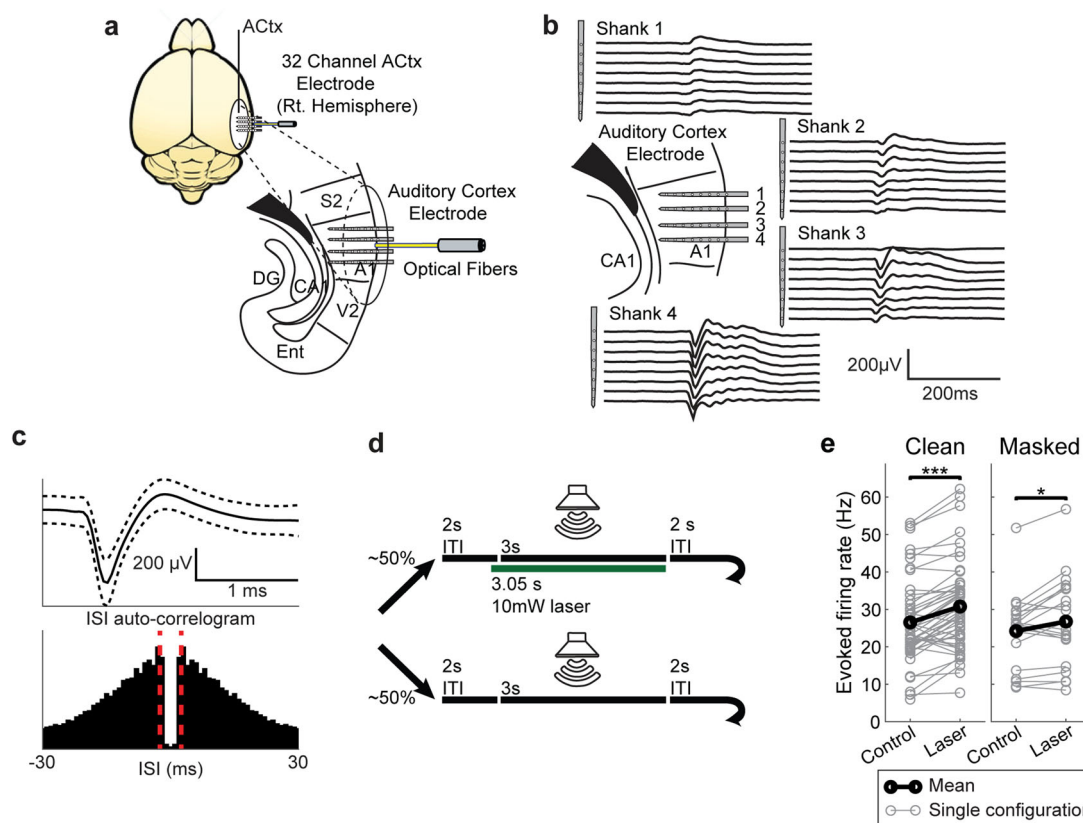 a
ACtx
32 Channel ACtx
Electrode
(Rt. Hemisphere)
S2
Auditory Cortex
Electrode
Optical Fibers
A1
DG
CA1
V2
Ent
b
Shank 1
Auditory Cortex
Electrode
1
2
3
4
A1
CA1
Shank 2
Shank 3
Shank 4
200µV
200ms
c
200 µV
1 ms
ISI auto-correlogram
-30
30
ISI (ms)
d
~50%
2s
ITI
3s
2 s
ITI
3.05 s
10mW laser
~50%
2s
ITI
3s
2s
ITI
e
Clean
Masked
***
*
Evoked firing rate (Hz)
60
50
40
30
20
10
0
Control
Laser
Control
Laser
Mean
Single configuration